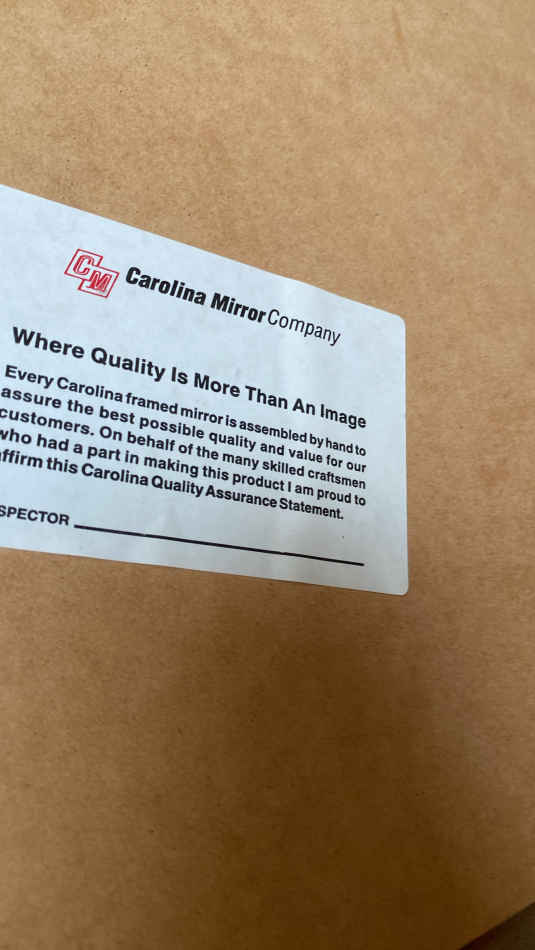 CM Carolina Mirror Company
Where Quality Is More Than An Image
Every Carolina framed mirror is assembled by hand to
assure the best possible quality and value for our
customers. On behalf of the many skilled craftsmen
who had a part in making this product I am proud to
affirm this Carolina Quality Assurance Statement.
SPECTOR